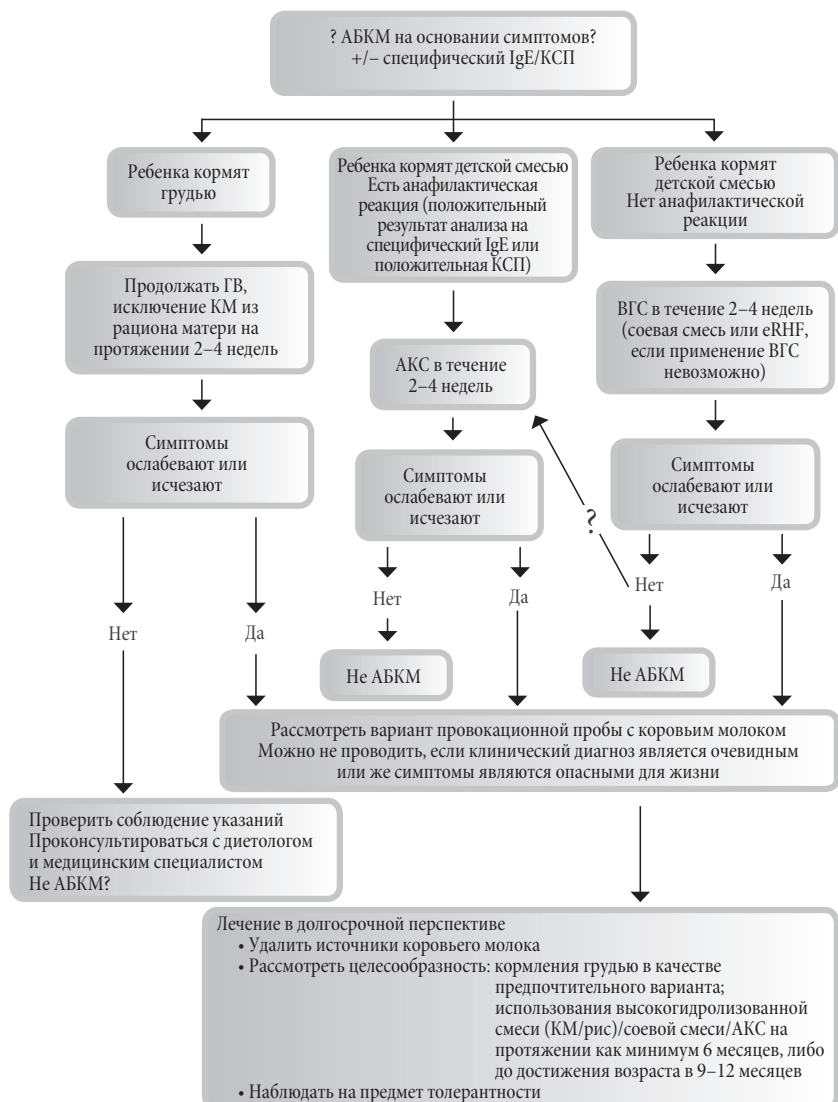 ? АБКМ на основании симптомов?
+/– специфический IgE/КСП
Ребенка кормят
грудью
Ребенка кормят детской смесью
Есть анафилактическая
реакция (положительный
результат анализа на
специфический IgE или
положительная КСП)
Ребенка кормят
детской смесью
Нет анафилактической
реакции
Продолжать ГВ,
исключение КМ из
рациона матери на
протяжении 2–4 недель
АКС в течение
2–4 недель
ВГС в течение 2–4 недель
(соевая смесь или eRHF,
если применение ВГС
невозможно)
Симптомы
ослабевают или
исчезают
Симптомы
ослабевают или
исчезают
Симптомы
ослабевают или
исчезают
?
Нет
Да
Нет
Да
Нет
Да
Не АБКМ
Не АБКМ
Рассмотреть вариант провокационной пробы с коровьим молоком
Можно не проводить, если клинический диагноз является очевидным
или же симптомы являются опасными для жизни
Проверить соблюдение указаний
Проконсультироваться с диетологом
и медицинским специалистом
Не АБКМ?
Лечение в долгосрочной перспективе
• Удалить источники коровьего молока
• Рассмотреть целесообразность: кормления грудью в качестве
предпочтительного варианта;
использования высокогидролизованной
смеси (КМ/рис)/соевой смеси/АКС на
протяжении как минимум 6 месяцев, либо
до достижения возраста в 9–12 месяцев
• Наблюдать на предмет толерантности